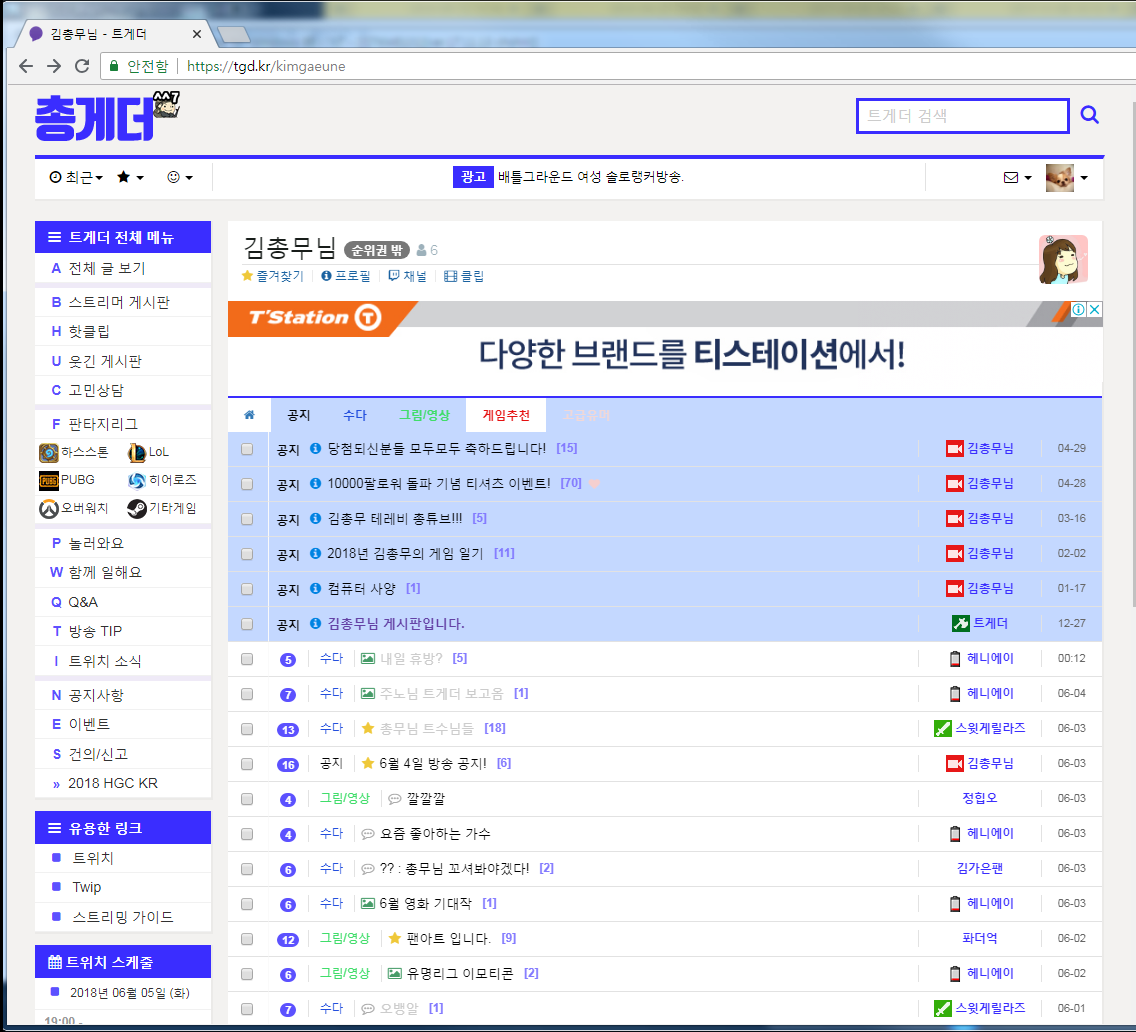 김총무님 - 트게더
안전함 https://tgd.kr/kimgaeune
총게더
트게더 검색
최근
광고 배틀그라운드 여성 솔로랭커방송.
트게더 전체 메뉴
A 전체 글 보기
B 스트리머 게시판
H 핫클립
U 웃긴 게시판
C 고민상담
F 판타지리그
하스스톤 LoL
PUBG 히어로즈
오버워치 기타게임
P 놀러와요
W 함께 일해요
Q Q&A
T 방송 TIP
I 트위치 소식
N 공지사항
E 이벤트
S 건의/신고
» 2018 HGC KR
유용한 링크
트위치
Twip
스트리밍 가이드
트위치 스케줄
2018년 06월 05일 (화)
19:00 -
김총무님 순위권 밖 6
즐겨찾기 프로필 채널 클립
T'Station T
다양한 브랜드를 티스테이션에서!
공지 수다 그림/영상 게임추천 고급유머
공지 당첨되신분들 모두모두 축하드립니다! [15] 김총무님 04-29
공지 10000팔로워 돌파 기념 티셔츠 이벤트! [70] 김총무님 04-28
공지 김총무 테레비 총튜브!!! [5] 김총무님 03-16
공지 2018년 김총무의 게임 일기 [11] 김총무님 02-02
공지 컴퓨터 사양 [1] 김총무님 01-17
공지 김총무님 게시판입니다. 트게더 12-27
5 수다 내일 휴방? [5] 헤니에이 00:12
7 수다 주노님 트게더 보고옴 [1] 헤니에이 06-04
13 수다 총무님 트수님들 [18] 스윗게릴라즈 06-03
16 공지 6월 4일 방송 공지! [6] 김총무님 06-03
4 그림/영상 깔깔깔 정힙오 06-03
4 수다 요즘 좋아하는 가수 헤니에이 06-03
6 수다 ?? : 총무님 꼬셔봐야겠다! [2] 김가은팬 06-03
6 수다 6월 영화 기대작 [1] 헤니에이 06-03
12 그림/영상 팬아트 입니다. [9] 퐈더억 06-02
6 그림/영상 유명리그 이모티콘 [2] 헤니에이 06-02
7 수다 오뱅알 [1] 스윗게릴라즈 06-01